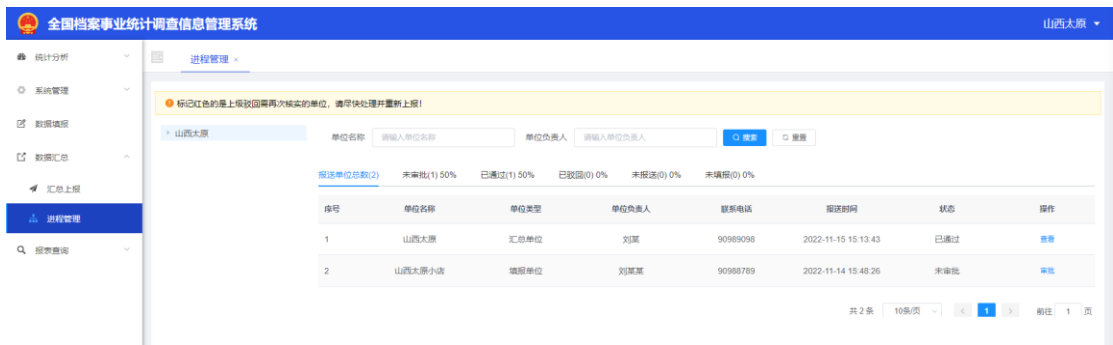 全国档案事业统计调查信息管理系统
山西太原
统计分析
系统管理
数据填报
数据汇总
汇总上报
进程管理
报表查询
进程管理 ×
标记红色的是上级驳回需再次核实的单位，请尽快处理并重新上报！
山西太原
单位名称 请输入单位名称 单位负责人 请输入单位负责人 搜索 重置
报送单位总数(2) 未审批(1) 50% 已通过(1) 50% 已驳回(0) 0% 未报送(0) 0% 未填报(0) 0%
序号 单位名称 单位类型 单位负责人 联系电话 报送时间 状态 操作
1 山西太原 汇总单位 刘某 90989098 2022-11-15 15:13:43 已通过 查看
2 山西太原小店 填报单位 刘某某 90988789 2022-11-14 15:48:26 未审批 审批
共 2 条 10条/页 1 前往 1 页